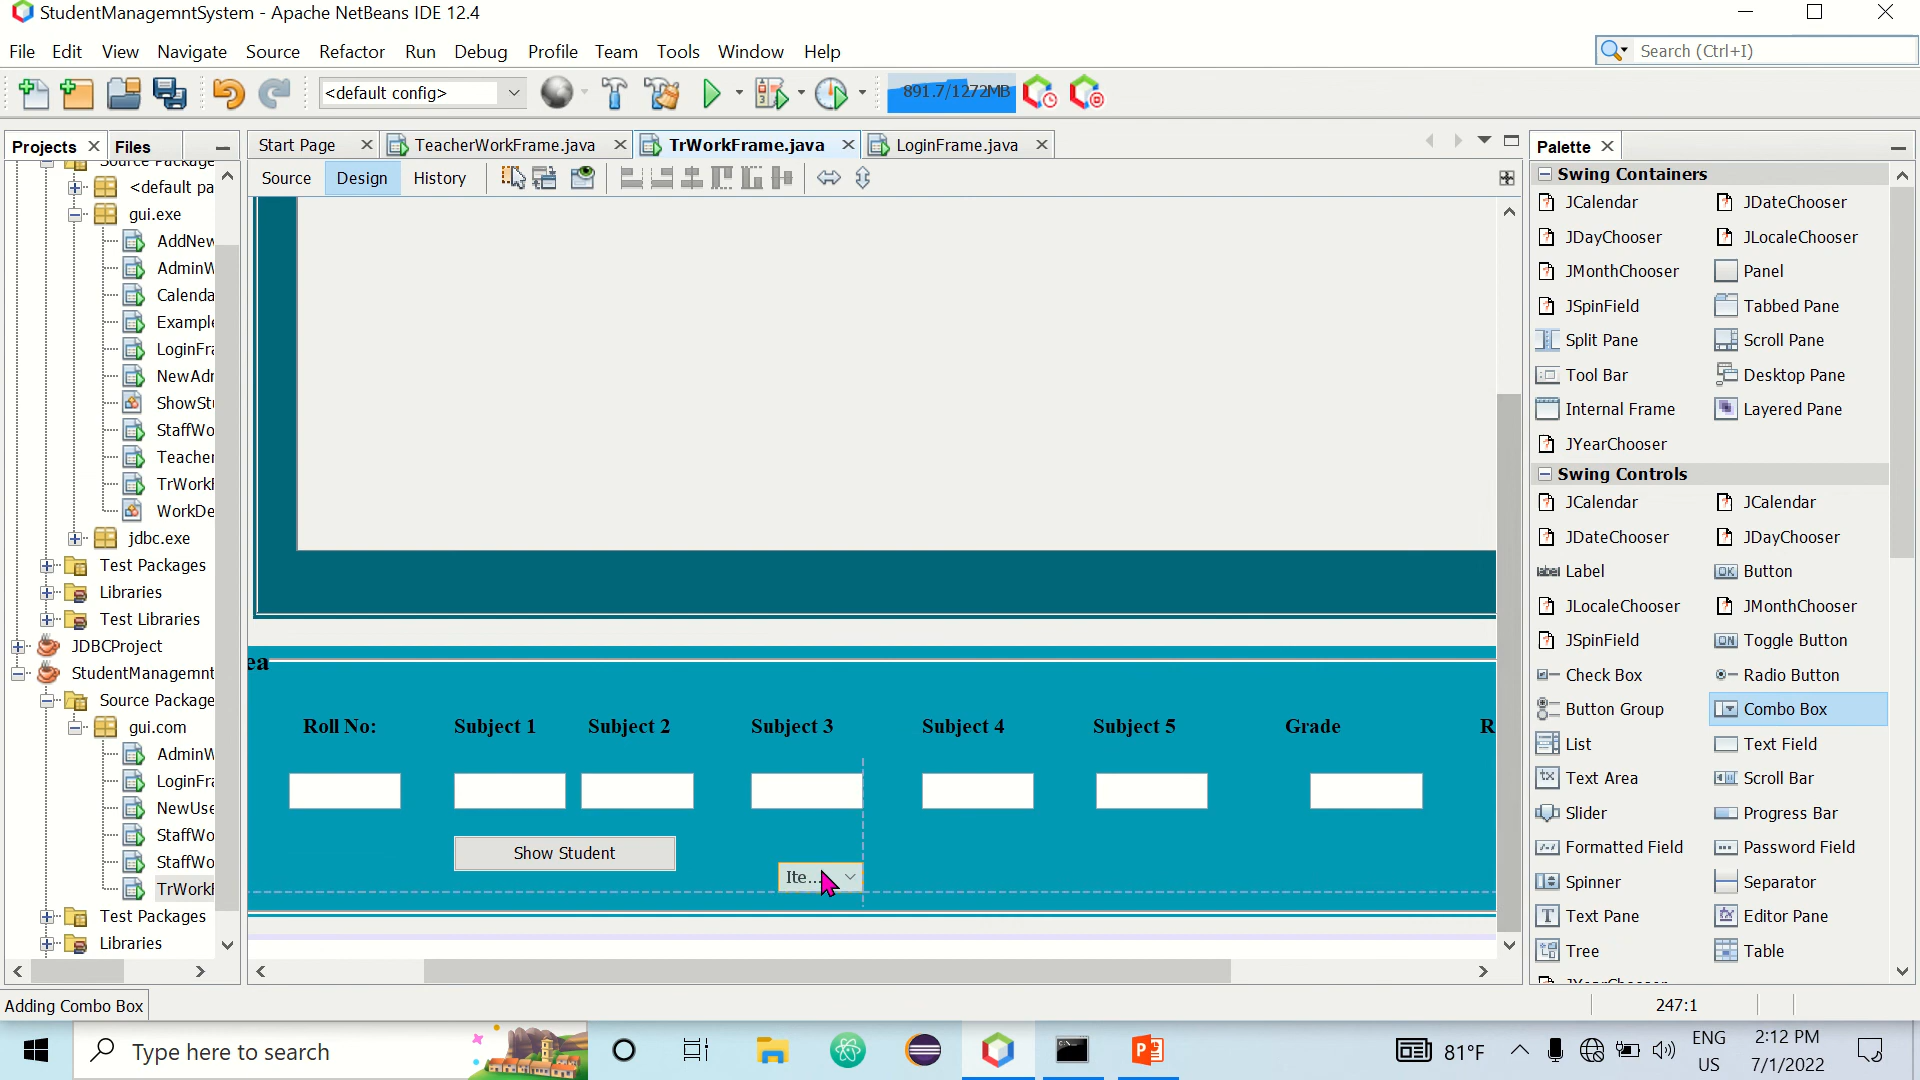 StudentManagemntSystem - Apache NetBeans IDE 12.4
File Edit View Navigate Source Refactor Run Debug Profile Team Tools Window Help
Search (Ctrl+I)
<default config>
891.7/1272MB
Projects Files
Start Page TeacherWorkFrame.java TrWorkFrame.java LoginFrame.java
Palette
Source Design History
Source Package
<default pa
gui.exe
AddNew
AdminW
Calenda
Example
LoginFra
NewAdr
ShowStu
StaffWo
Teacher
TrWorkF
WorkDe
jdbc.exe
Test Packages
Libraries
Test Libraries
JDBCProject
StudentManagemnt
Source Package
gui.com
AdminW
LoginFra
NewUse
StaffWo
StaffWo
TrWorkF
Test Packages
Libraries
ea
Roll No: Subject 1 Subject 2 Subject 3 Subject 4 Subject 5 Grade R
Show Student
Ite...
Swing Containers
JCalendar JDateChooser
JDayChooser JLocaleChooser
JMonthChooser Panel
JSpinField Tabbed Pane
Split Pane Scroll Pane
Tool Bar Desktop Pane
Internal Frame Layered Pane
JYearChooser
Swing Controls
JCalendar JCalendar
JDateChooser JDayChooser
Label Button
JLocaleChooser JMonthChooser
JSpinField Toggle Button
Check Box Radio Button
Button Group Combo Box
List Text Field
Text Area Scroll Bar
Slider Progress Bar
Formatted Field Password Field
Spinner Separator
Text Pane Editor Pane
Tree Table
JYearChooser
Adding Combo Box
247:1
Type here to search
81°F
ENG
US
2:12 PM
7/1/2022